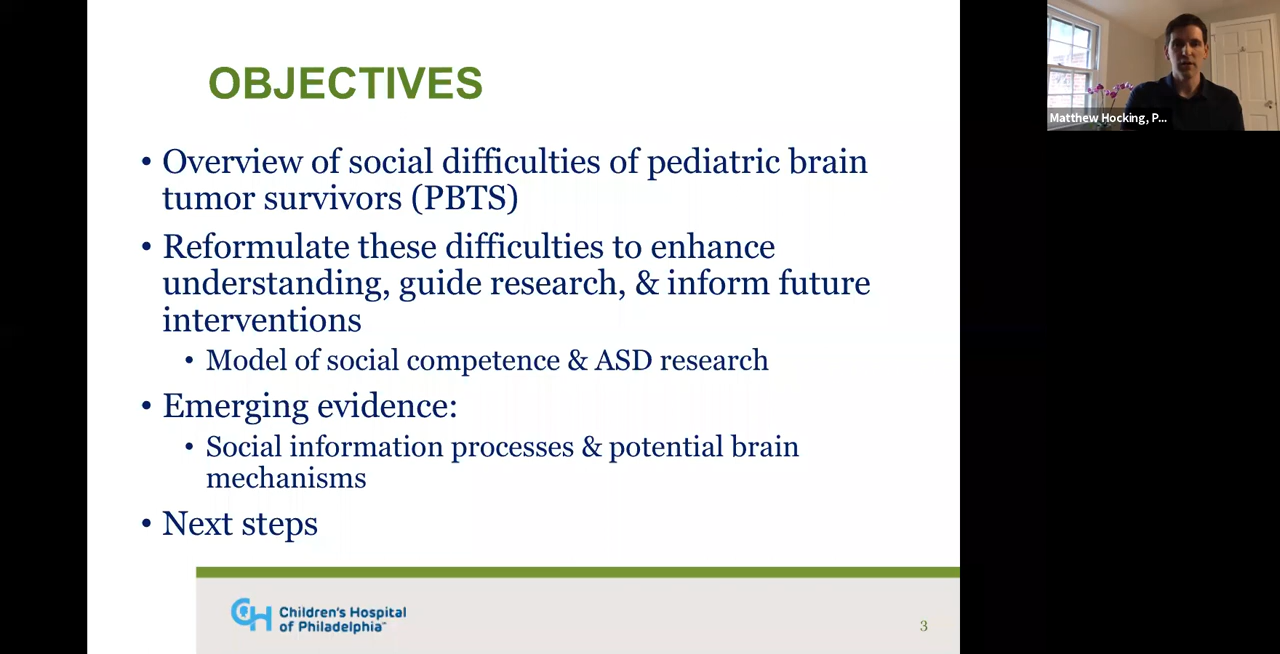 OBJECTIVES
• Overview of social difficulties of pediatric brain
tumor survivors (PBTS)
• Reformulate these difficulties to enhance
understanding, guide research, & inform future
interventions
• Model of social competence & ASD research
• Emerging evidence:
• Social information processes & potential brain
mechanisms
• Next steps
CH Children's Hospital
of Philadelphia™
3
Matthew Hocking, P...